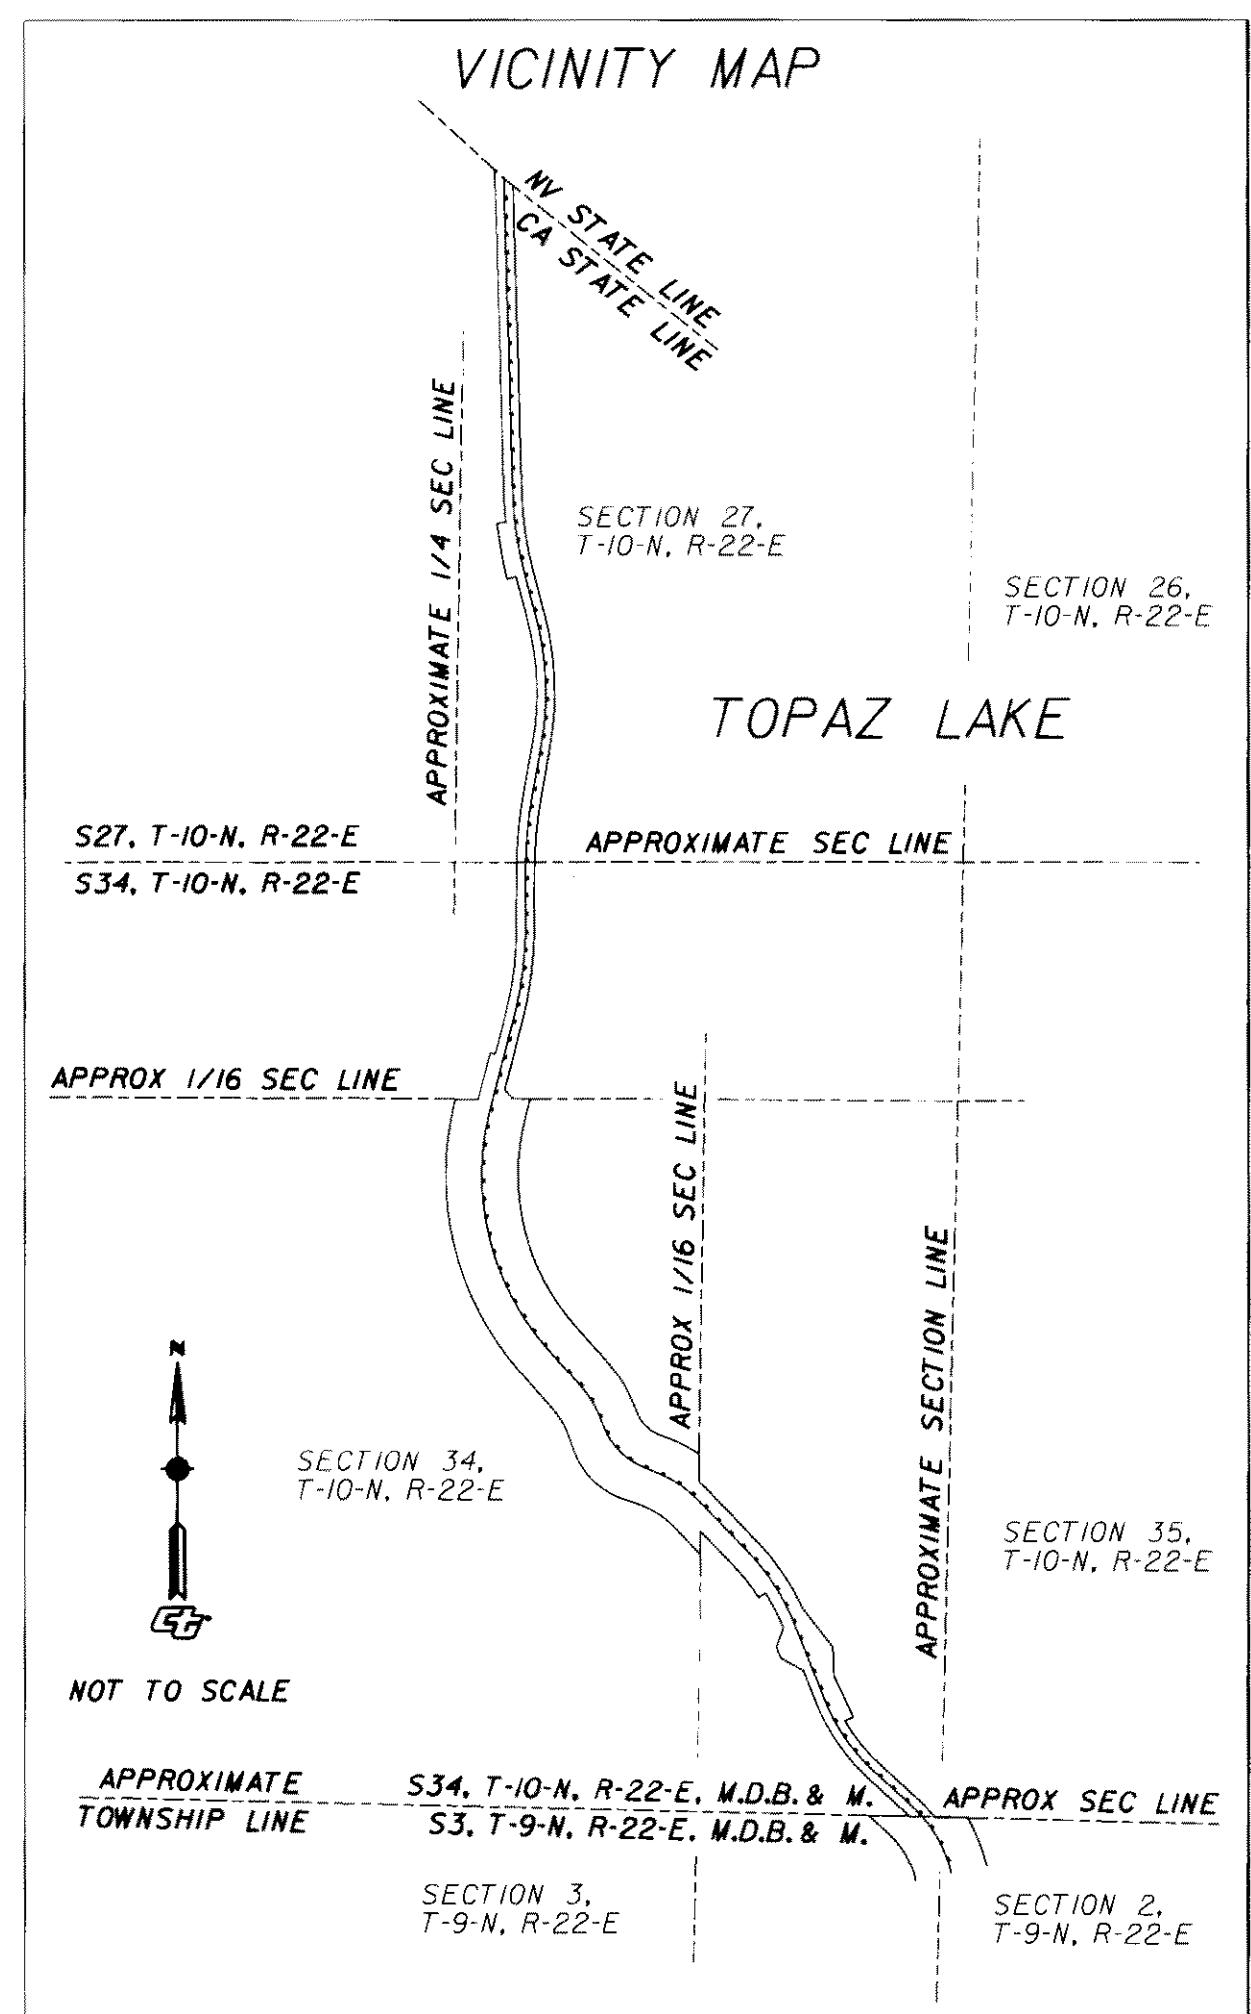 VICINITY MAP
NV STATE LINE
CA STATE LINE
APPROXIMATE 1/4 SEC LINE
SECTION 27,
T-10-N, R-22-E
SECTION 26,
T-10-N, R-22-E
TOPAZ LAKE
S27, T-10-N, R-22-E
APPROXIMATE SEC LINE
S34, T-10-N, R-22-E
APPROX 1/16 SEC LINE
APPROX 1/16 SEC LINE
APPROXIMATE SECTION LINE
N
SECTION 34,
T-10-N, R-22-E
SECTION 35,
T-10-N, R-22-E
Ct
NOT TO SCALE
APPROXIMATE
TOWNSHIP LINE
S34, T-10-N, R-22-E, M.D.B. & M.
S3, T-9-N, R-22-E, M.D.B. & M.
APPROX SEC LINE
SECTION 3,
T-9-N, R-22-E
SECTION 2,
T-9-N, R-22-E